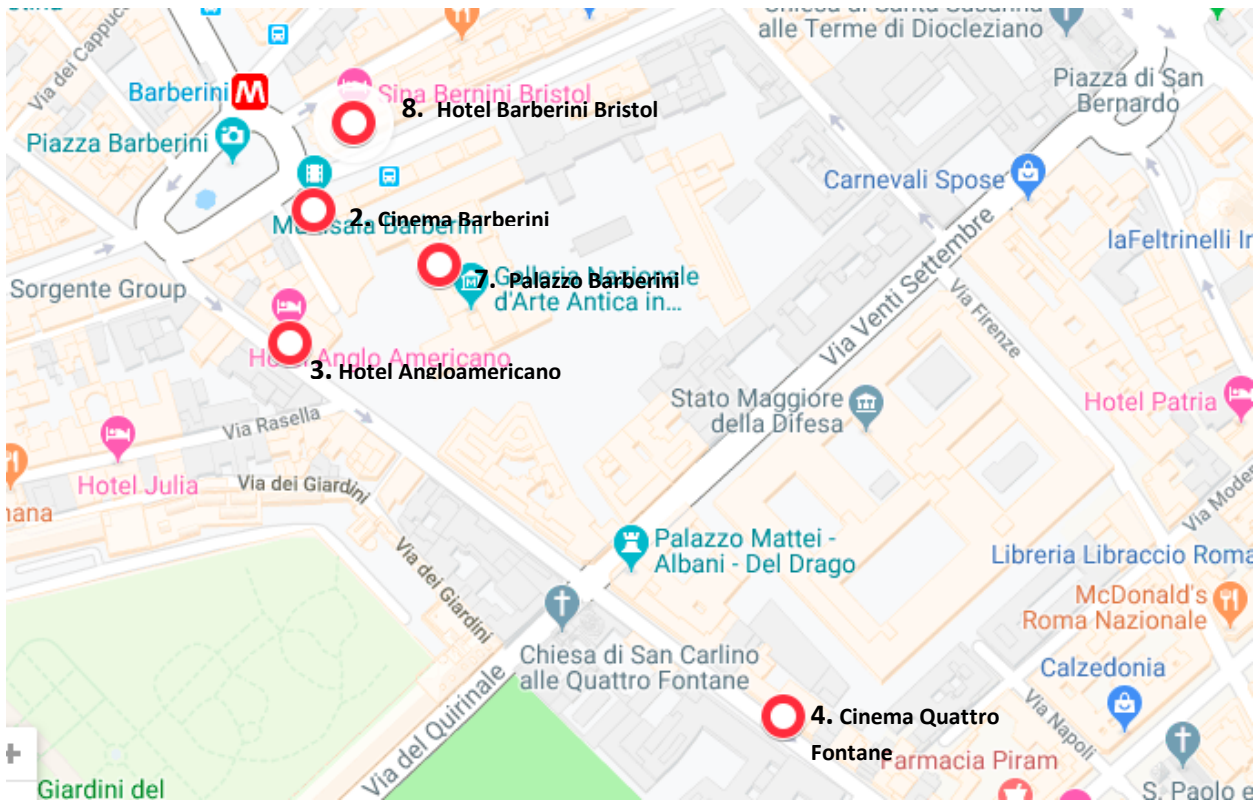 Chiesa di Santa Susanna
alle Terme di Diocleziano
Via dei Cappuc
Barberini M
Sina Bernini Bristol
8. Hotel Barberini Bristol
Piazza di San
Bernardo
Piazza Barberini
Carnevali Spose
2. Cinema Barberini
Multisala Barberini
laFeltrinelli Ir
Via Venti Settembre
7. Palazzo Barberini
Galleria Nazionale
d'Arte Antica in...
Sorgente Group
Via Firenze
Hotel Anglo Americano
3. Hotel Angloamericano
Stato Maggiore
della Difesa
Hotel Patria
Via Rasella
Hotel Julia
Via dei Giardini
Via Mode
Palazzo Mattei -
Albani - Del Drago
Libreria Libraccio Roma
Via dei Giardini
McDonald's
Roma Nazionale
Chiesa di San Carlino
alle Quattro Fontane
Calzedonia
Via del Quirinale
4. Cinema Quattro
Fontane
Via Napoli
Farmacia Piram
Giardini del
S. Paolo e